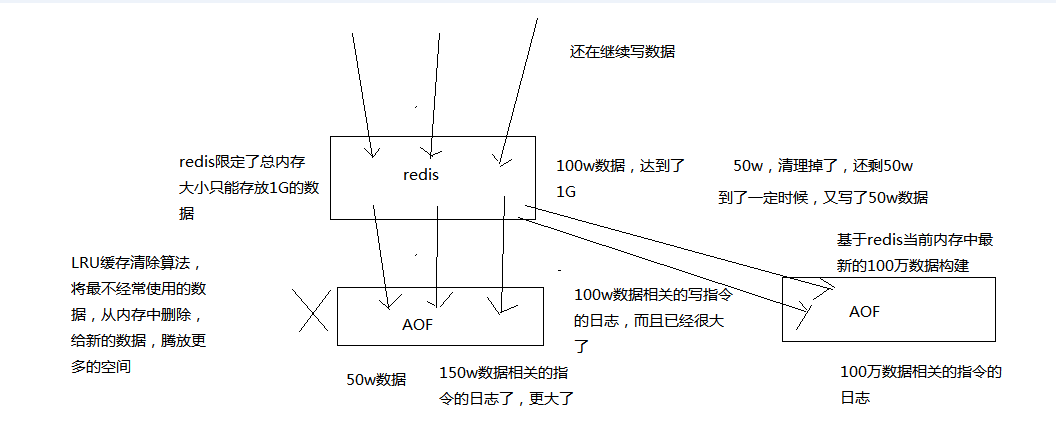 还在继续写数据
redis限定了总内存
大小只能存放1G的数
据
redis
100w数据，达到了
1G
50w，清理掉了，还剩50w
到了一定时候，又写了50w数据
基于redis当前内存中最
新的100万数据构建
LRU缓存清除算法，
将最不经常使用的数
据，从内存中删除，
给新的数据，腾放更
多的空间
AOF
100w数据相关的写指令
的日志，而且已经很大
了
AOF
50w数据
150w数据相关的指
令的日志了，更大了
100万数据相关的指令的
日志